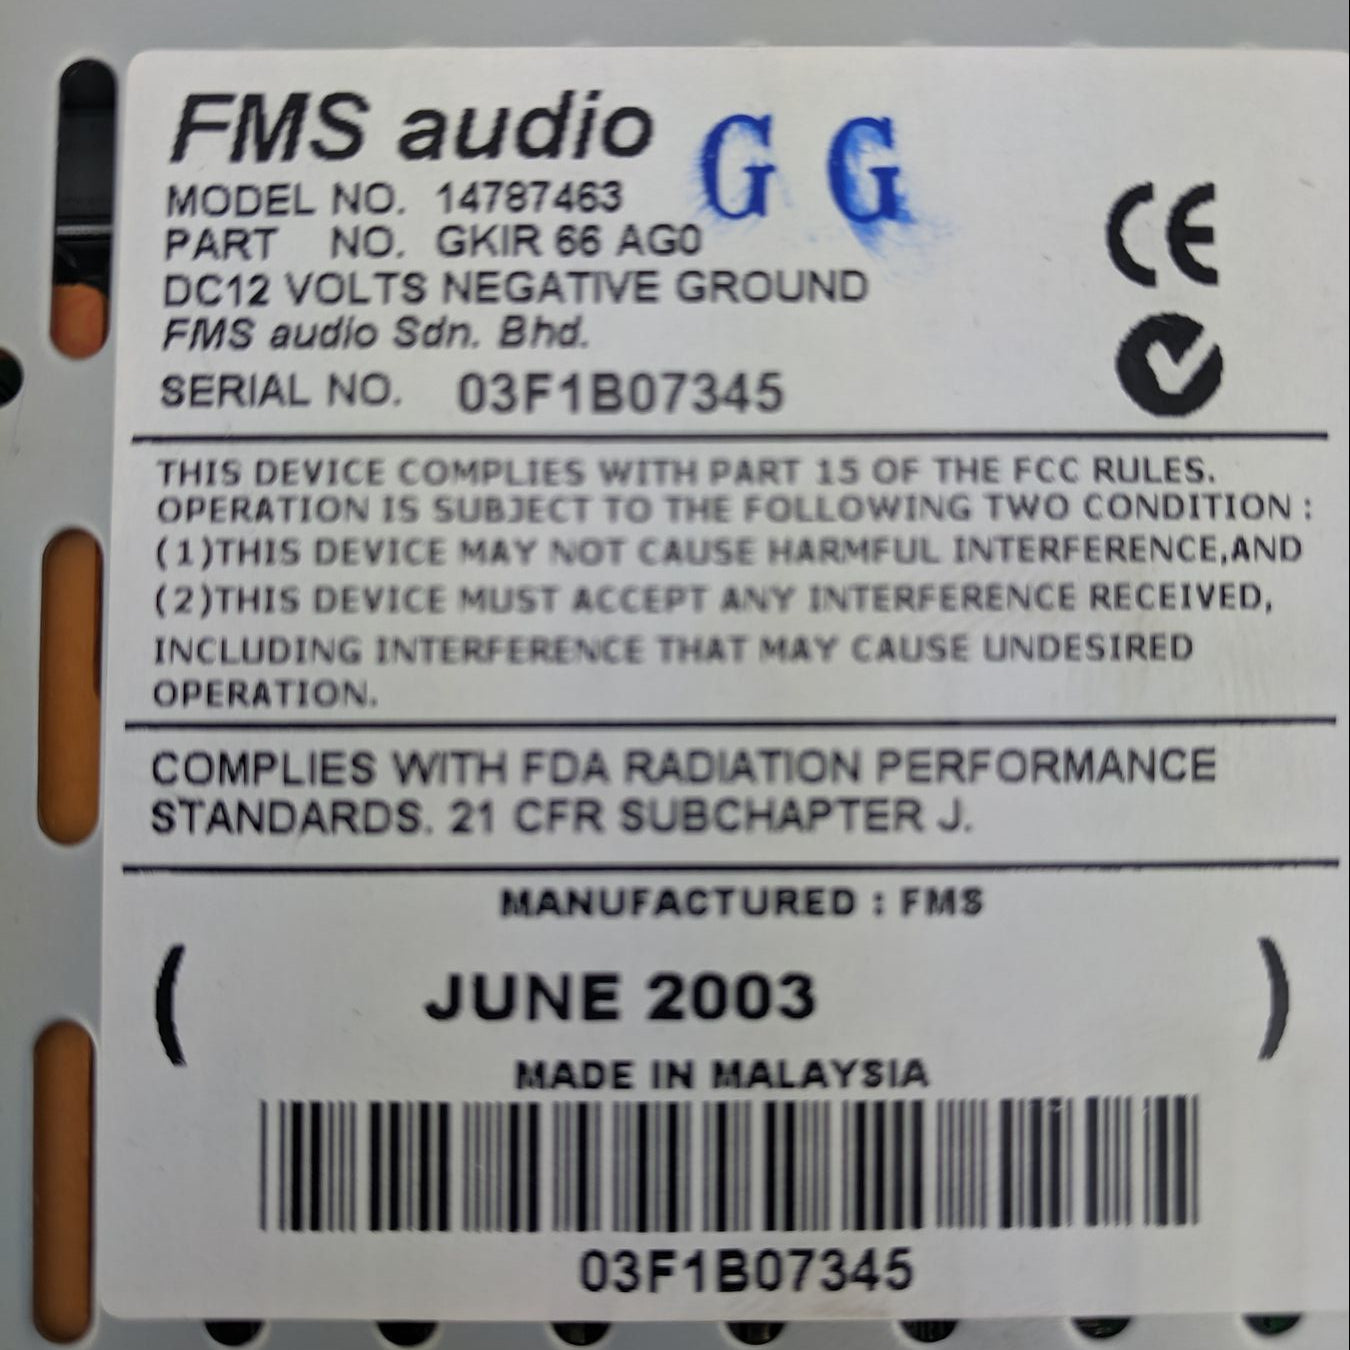 FMS audio G G
MODEL NO. 14787463
PART NO. GKIR 66 AG0
DC12 VOLTS NEGATIVE GROUND
FMS audio Sdn. Bhd.
SERIAL NO. 03F1B07345
CE
THIS DEVICE COMPLIES WITH PART 15 OF THE FCC RULES.
OPERATION IS SUBJECT TO THE FOLLOWING TWO CONDITION :
(1)THIS DEVICE MAY NOT CAUSE HARMFUL INTERFERENCE,AND
(2)THIS DEVICE MUST ACCEPT ANY INTERFERENCE RECEIVED,
INCLUDING INTERFERENCE THAT MAY CAUSE UNDESIRED
OPERATION.
COMPLIES WITH FDA RADIATION PERFORMANCE
STANDARDS. 21 CFR SUBCHAPTER J.
MANUFACTURED : FMS
( JUNE 2003 )
MADE IN MALAYSIA
03F1B07345